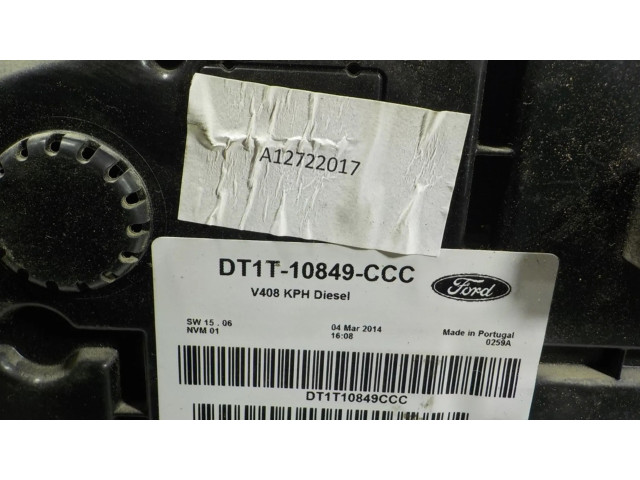 A12722017
DT1T-10849-CCC
V408 KPH Diesel
Ford
SW 15 . 06
NVM 01
04 Mar 2014
16:08
Made in Portugal
0259A
DT1T10849CCC